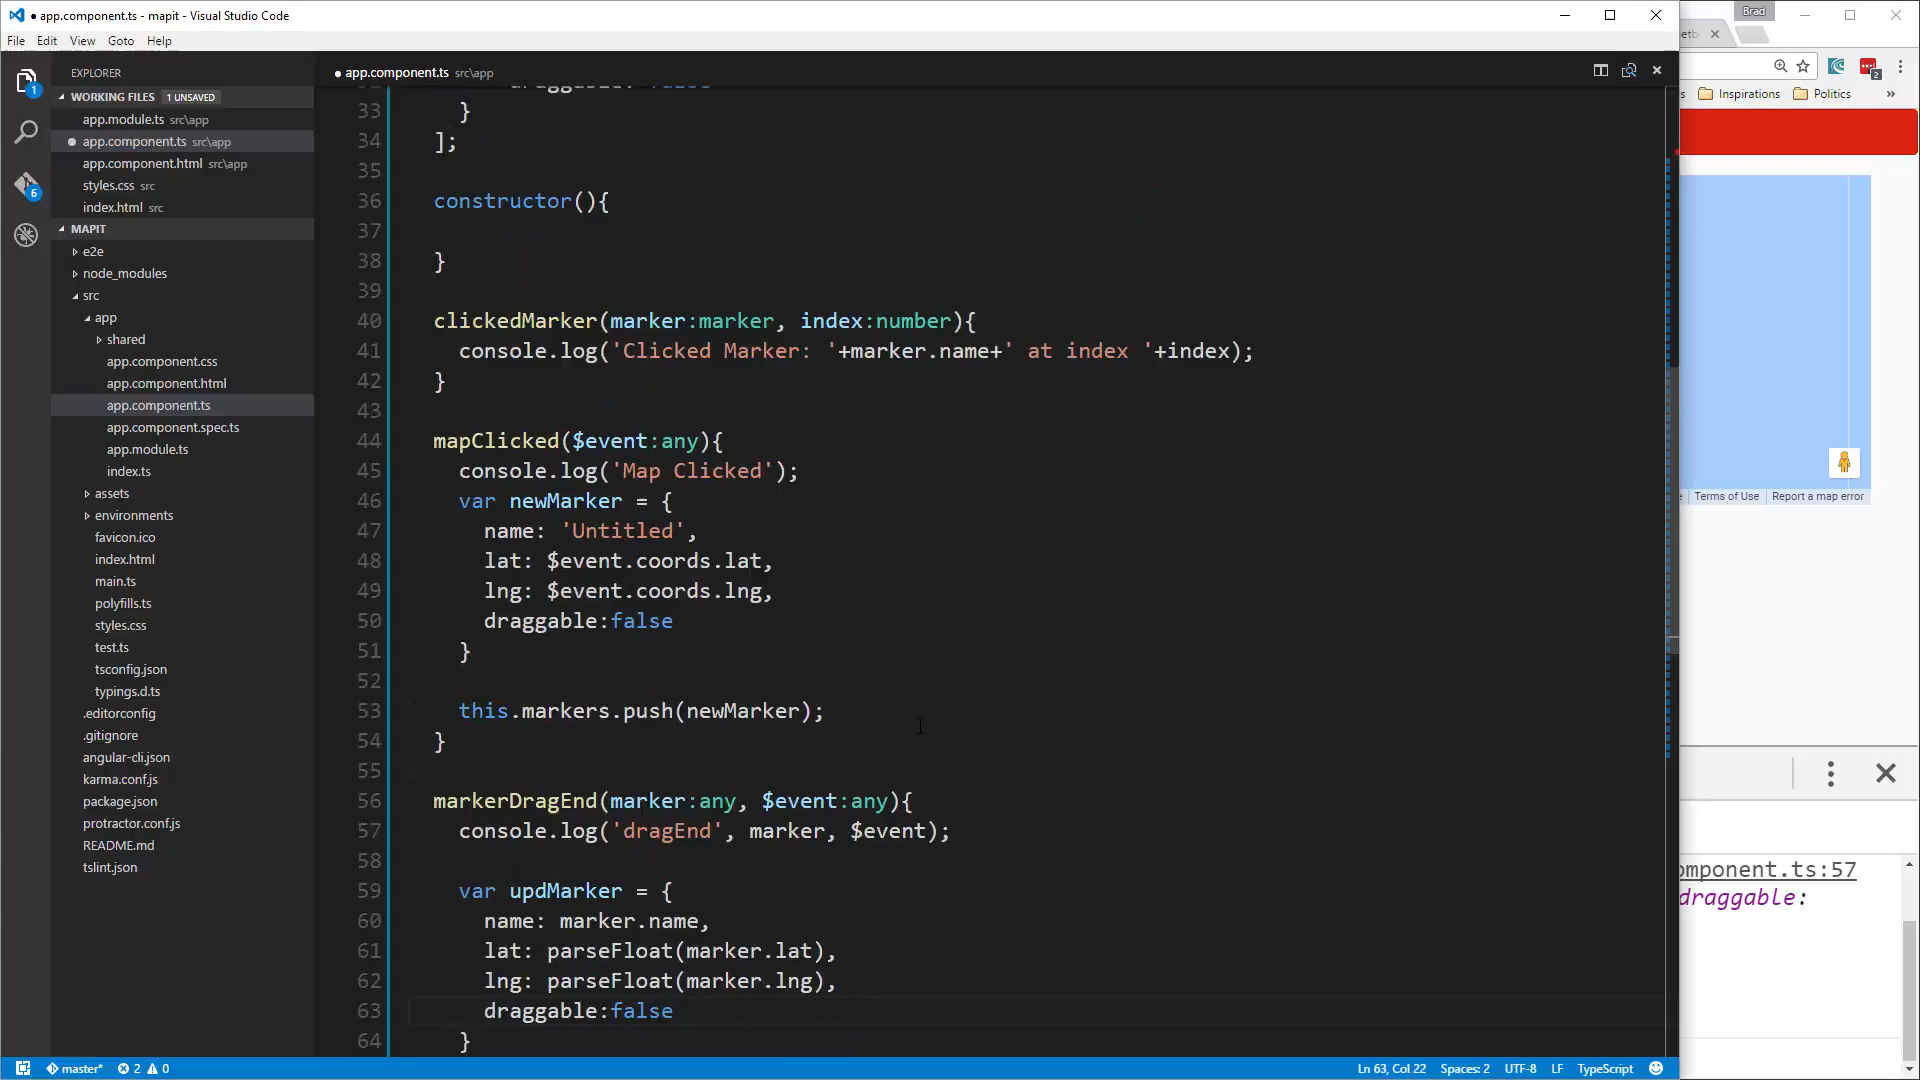 app.component.ts - mapit - Visual Studio Code
Brad
File Edit View Goto Help
EXPLORER
app.component.ts src\app
WORKING FILES 1 UNSAVED
app.module.ts src\app
app.component.ts src\app
app.component.html src\app
styles.css src
index.html src
MAPIT
e2e
node_modules
src
app
shared
app.component.css
app.component.html
app.component.ts
app.component.spec.ts
app.module.ts
index.ts
assets
environments
favicon.ico
index.html
main.ts
polyfills.ts
styles.css
test.ts
tsconfig.json
typings.d.ts
.editorconfig
.gitignore
angular-cli.json
karma.conf.js
package.json
protractor.conf.js
README.md
tslint.json
1
6
33 }
34 ];
35
36 constructor(){
37
38 }
39
40 clickedMarker(marker:marker, index:number){
41 console.log('Clicked Marker: '+marker.name+' at index '+index);
42 }
43
44 mapClicked($event:any){
45 console.log('Map Clicked');
46 var newMarker = {
47 name: 'Untitled',
48 lat: $event.coords.lat,
49 lng: $event.coords.lng,
50 draggable:false
51 }
52
53 this.markers.push(newMarker);
54 }
55
56 markerDragEnd(marker:any, $event:any){
57 console.log('dragEnd', marker, $event);
58
59 var updMarker = {
60 name: marker.name,
61 lat: parseFloat(marker.lat),
62 lng: parseFloat(marker.lng),
63 draggable:false
64 }
2
s Inspirations Politics »
Terms of Use Report a map error
omponent.ts:57
draggable:
master* 2 0 Ln 63, Col 22 Spaces: 2 UTF-8 LF TypeScript